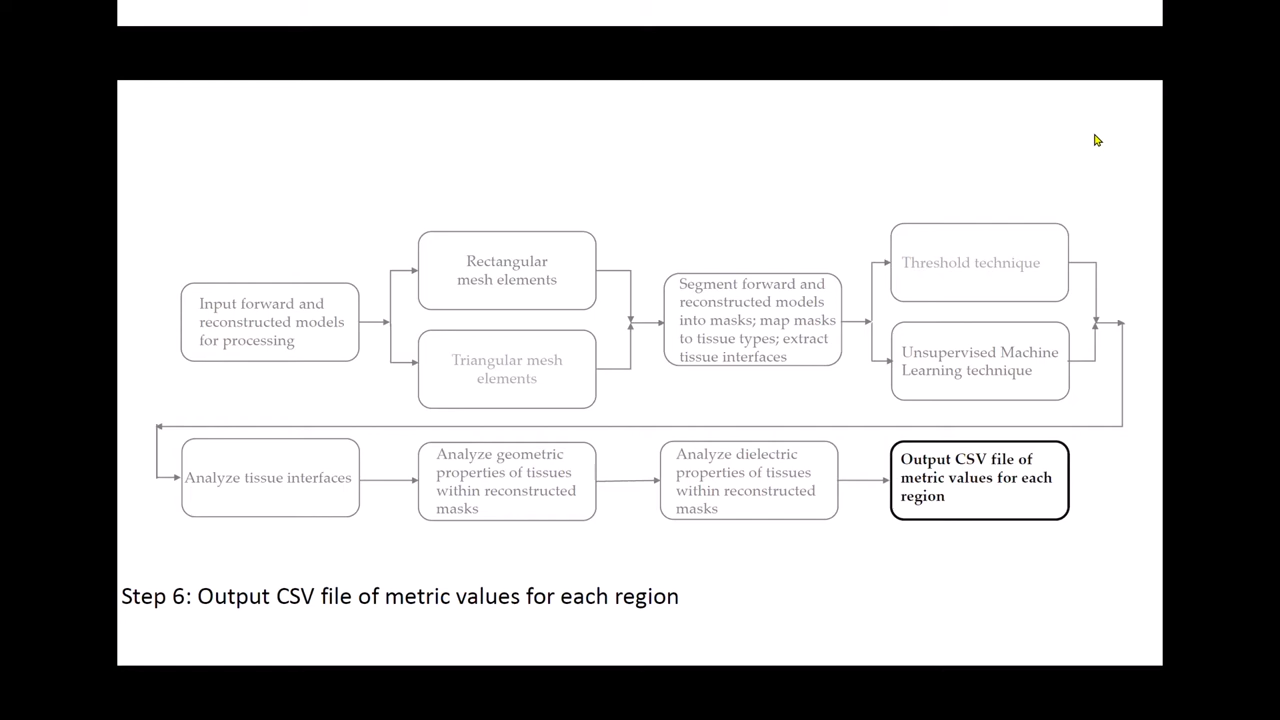 Input forward and
reconstructed models
for processing
Rectangular
mesh elements
Triangular mesh
elements
Segment forward and
reconstructed models
into masks; map masks
to tissue types; extract
tissue interfaces
Threshold technique
Unsupervised Machine
Learning technique
Analyze tissue interfaces
Analyze geometric
properties of tissues
within reconstructed
masks
Analyze dielectric
properties of tissues
within reconstructed
masks
Output CSV file of
metric values for each
region
Step 6: Output CSV file of metric values for each region